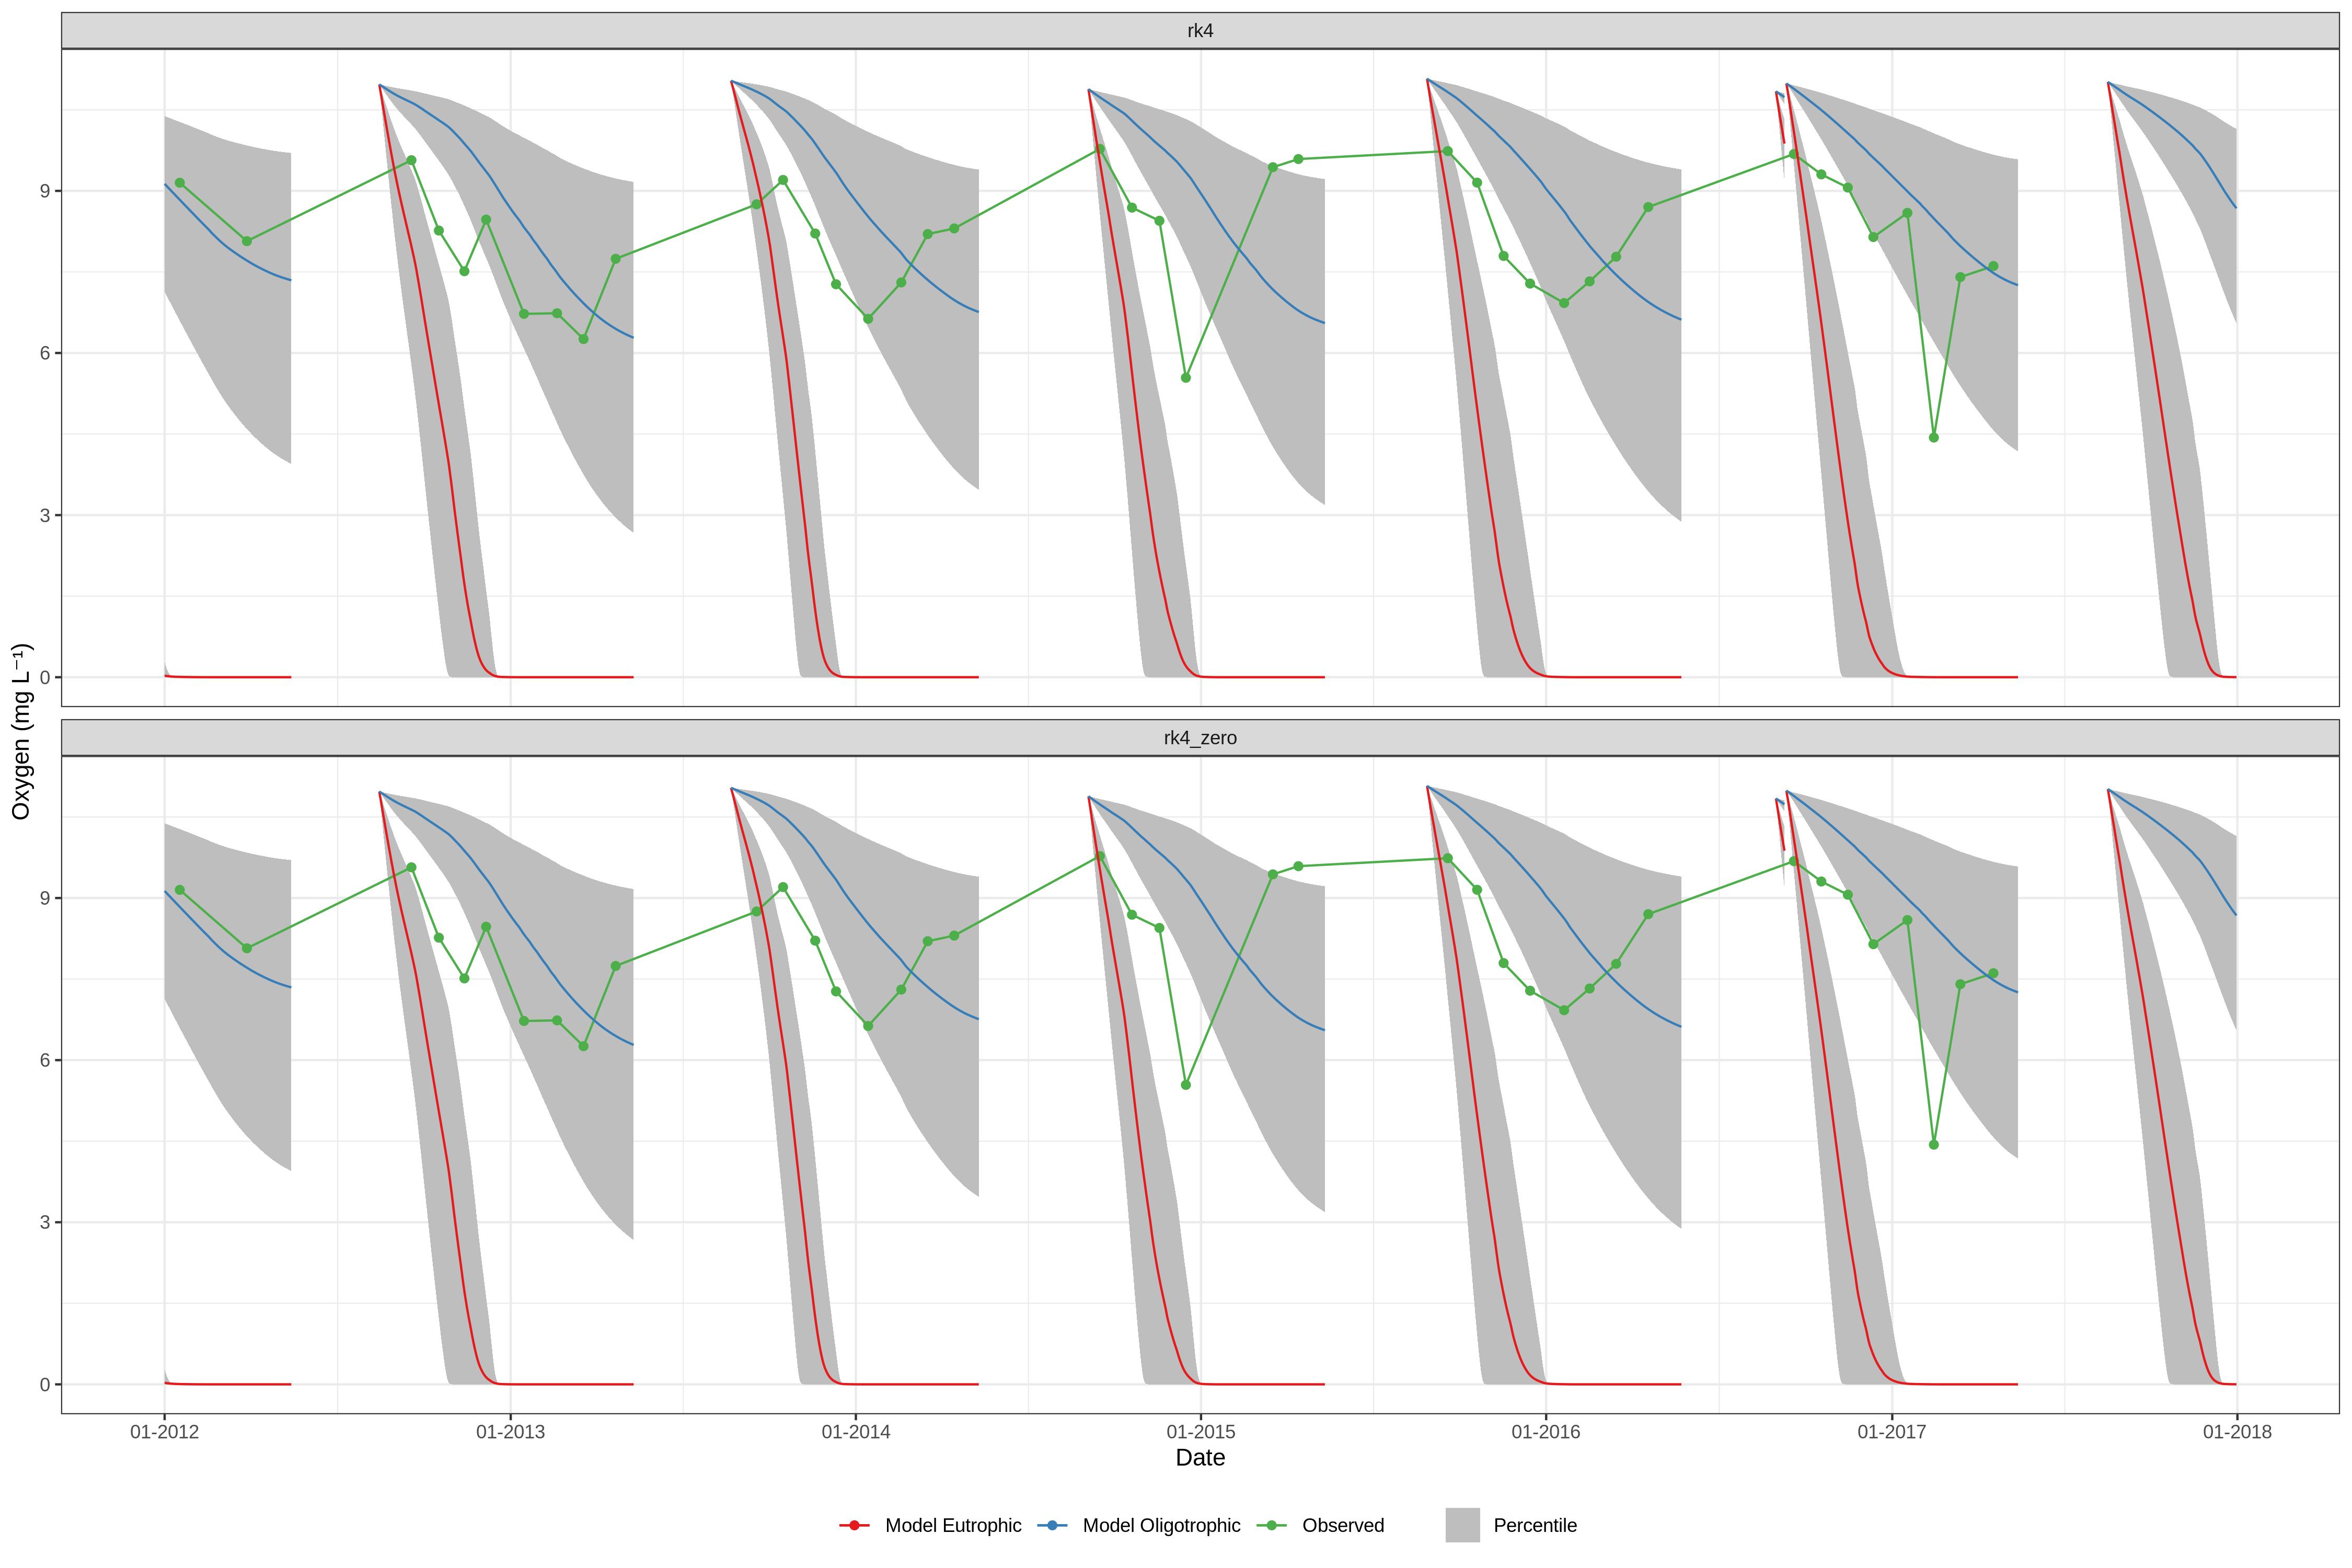 rk4
9
6
3
0
rk4_zero
9
6
3
0
Oxygen (mg L⁻¹)
01-2012 01-2013 01-2014 01-2015 01-2016 01-2017 01-2018
Date
Model Eutrophic Model Oligotrophic Observed Percentile